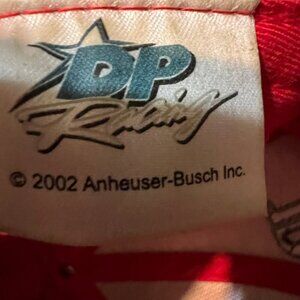 DP
Racing
© 2002 Anheuser-Busch Inc.